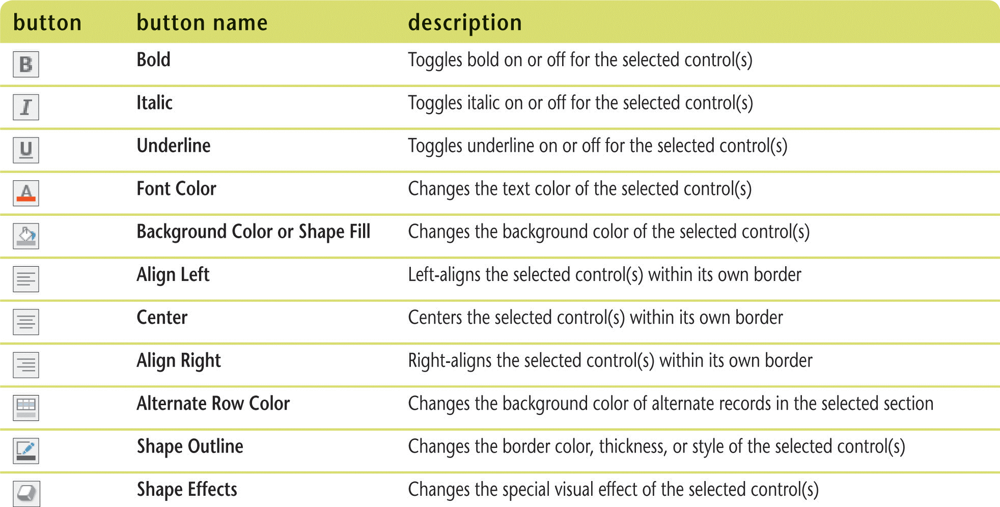 button button name description
B Bold Toggles bold on or off for the selected control(s)
I Italic Toggles italic on or off for the selected control(s)
U Underline Toggles underline on or off for the selected control(s)
A Font Color Changes the text color of the selected control(s)
Background Color or Shape Fill Changes the background color of the selected control(s)
Align Left Left-aligns the selected control(s) within its own border
Center Centers the selected control(s) within its own border
Align Right Right-aligns the selected control(s) within its own border
Alternate Row Color Changes the background color of alternate records in the selected section
Shape Outline Changes the border color, thickness, or style of the selected control(s)
Shape Effects Changes the special visual effect of the selected control(s)